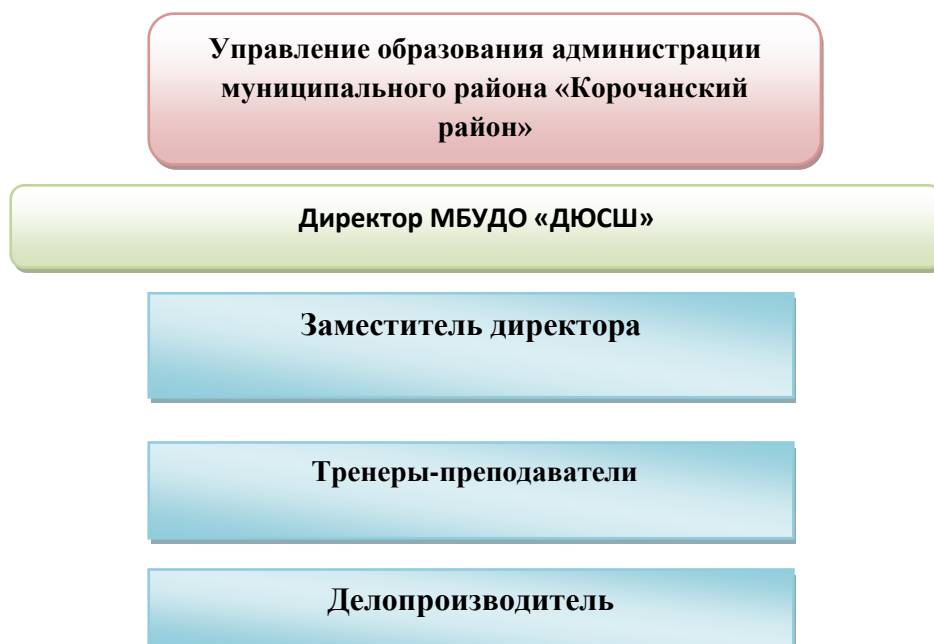 Управление образования администрации
муниципального района «Корочанский
район»
Директор МБУДО «ДЮСШ»
Заместитель директора
Тренеры-преподаватели
Делопроизводитель